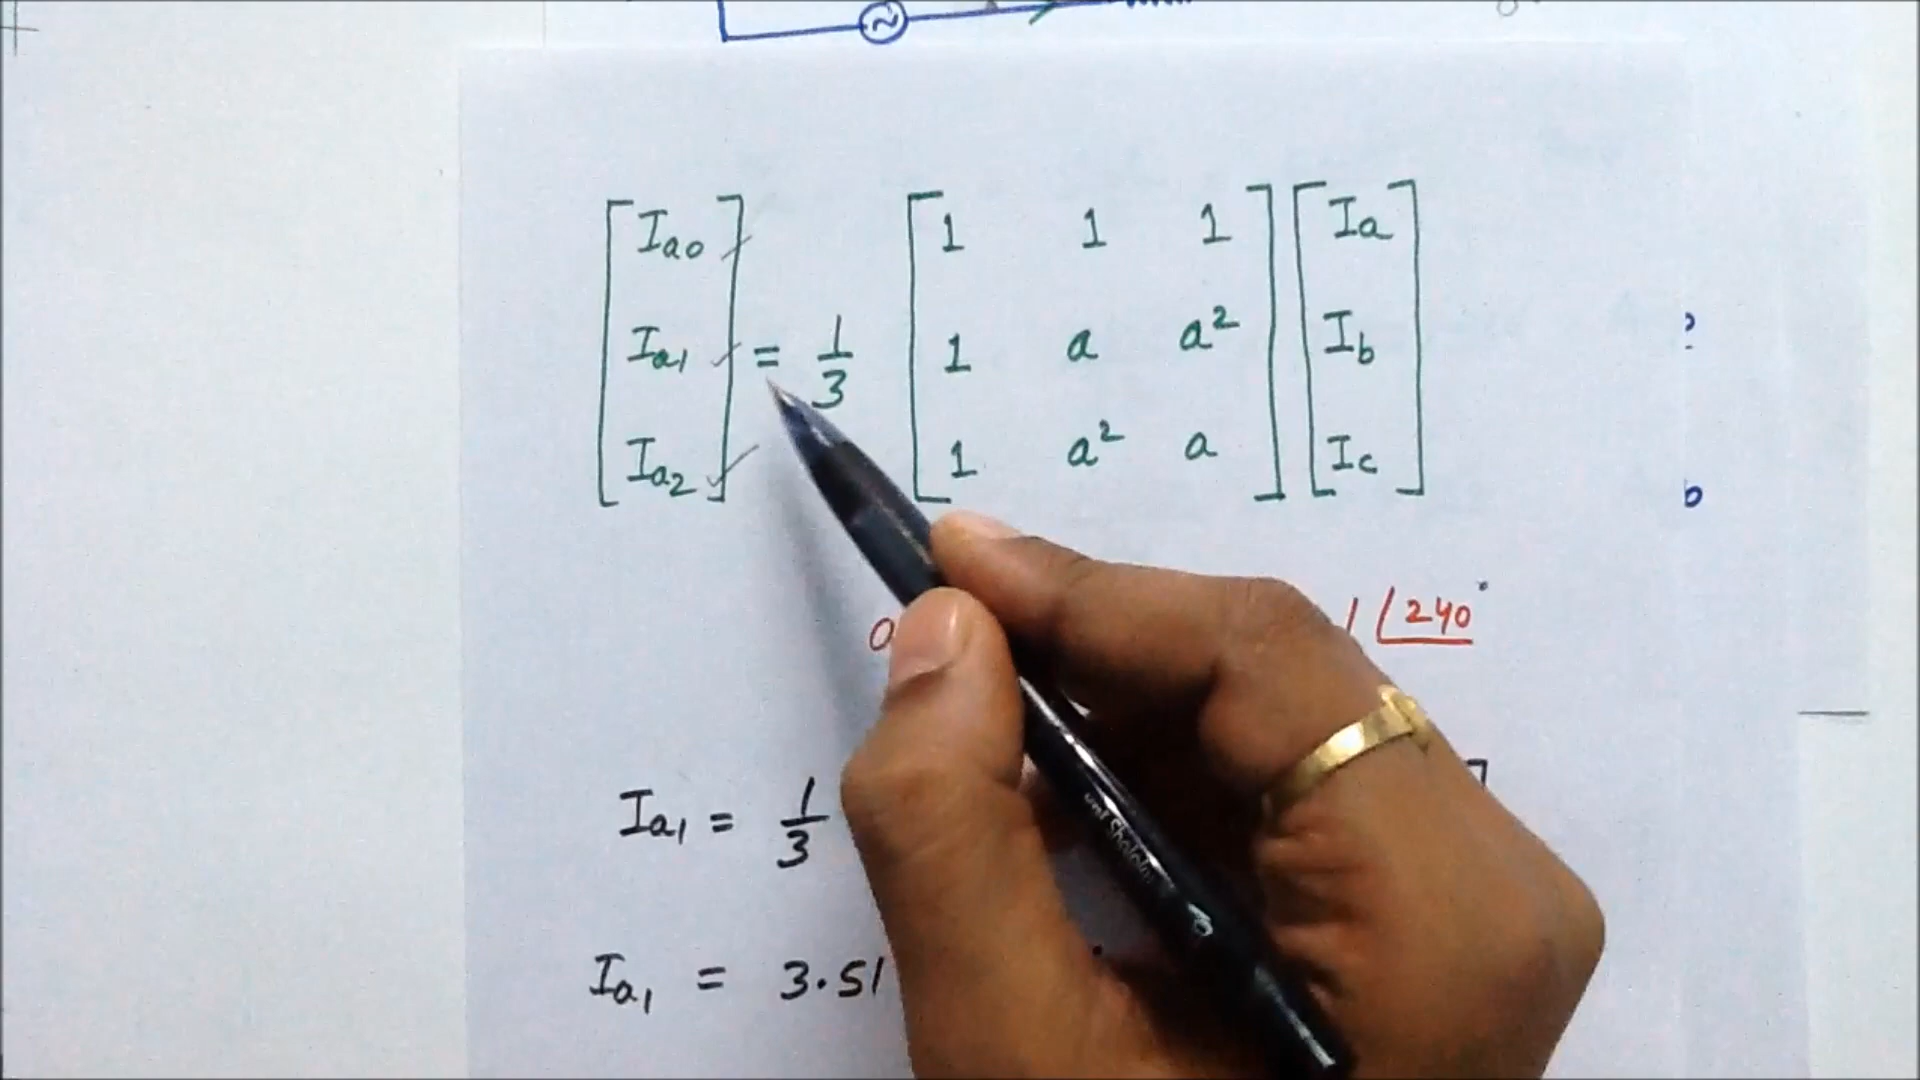 [Ia0] [1 1 1] [Ia]
[Ia1] = 1/3 [1 a a²] [Ib]
[Ia2] [1 a² a] [Ic]
1∠240°
Ia1 = 1/3
Ia1 = 3.51
b